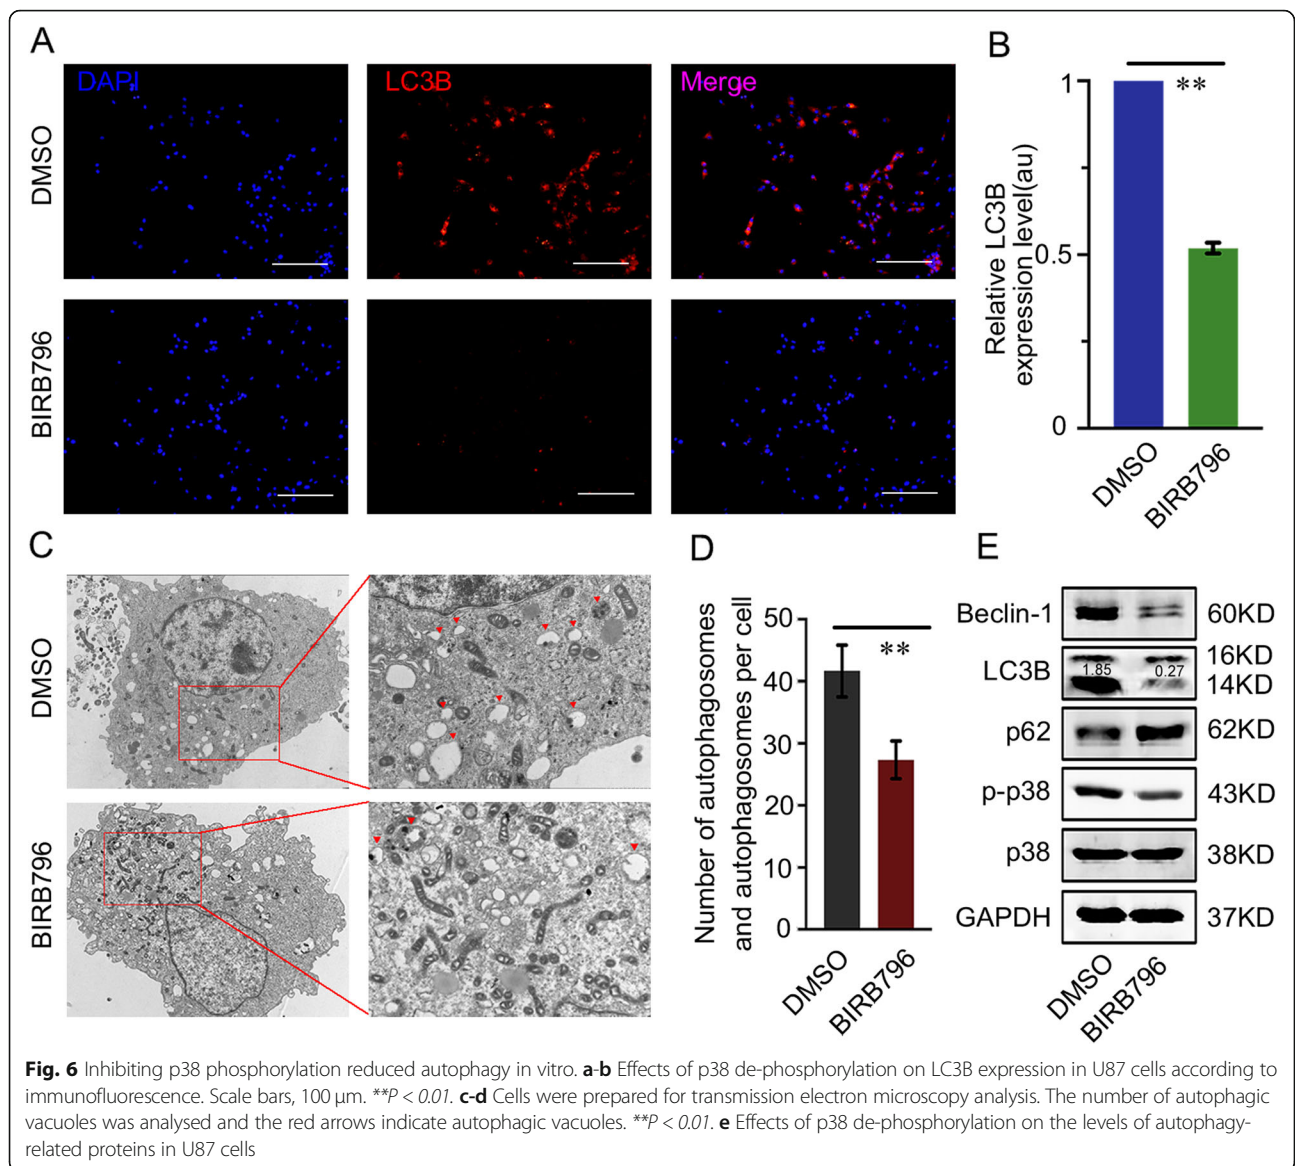 A
DAPI
LC3B
Merge
DMSO
BIRB796
B
Relative LC3B
expression level(au)
1
0.5
0
**
DMSO
BIRB796
C
DMSO
BIRB796
D
Number of autophagosomes
and autophagosomes per cell
50
40
30
20
10
0
**
DMSO
BIRB796
E
Beclin-1
60KD
LC3B
1.85
0.27
16KD
14KD
p62
62KD
p-p38
43KD
p38
38KD
GAPDH
37KD
DMSO
BIRB796
Fig. 6 Inhibiting p38 phosphorylation reduced autophagy in vitro. a-b Effects of p38 de-phosphorylation on LC3B expression in U87 cells according to
immunofluorescence. Scale bars, 100 μm. **P < 0.01. c-d Cells were prepared for transmission electron microscopy analysis. The number of autophagic
vacuoles was analysed and the red arrows indicate autophagic vacuoles. **P < 0.01. e Effects of p38 de-phosphorylation on the levels of autophagy-
related proteins in U87 cells